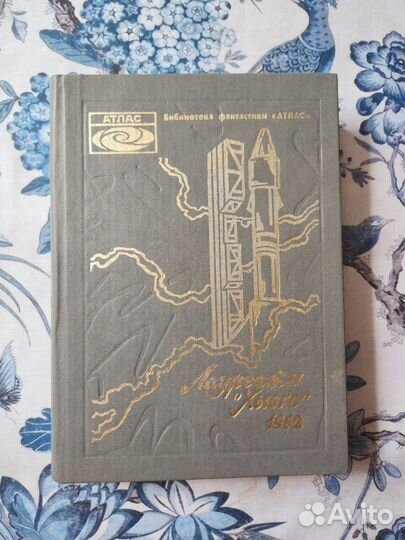 АТЛАС
Библиотека фантастики «АТЛАС»
Лауреаты
"Хьюго"
1962
Avito